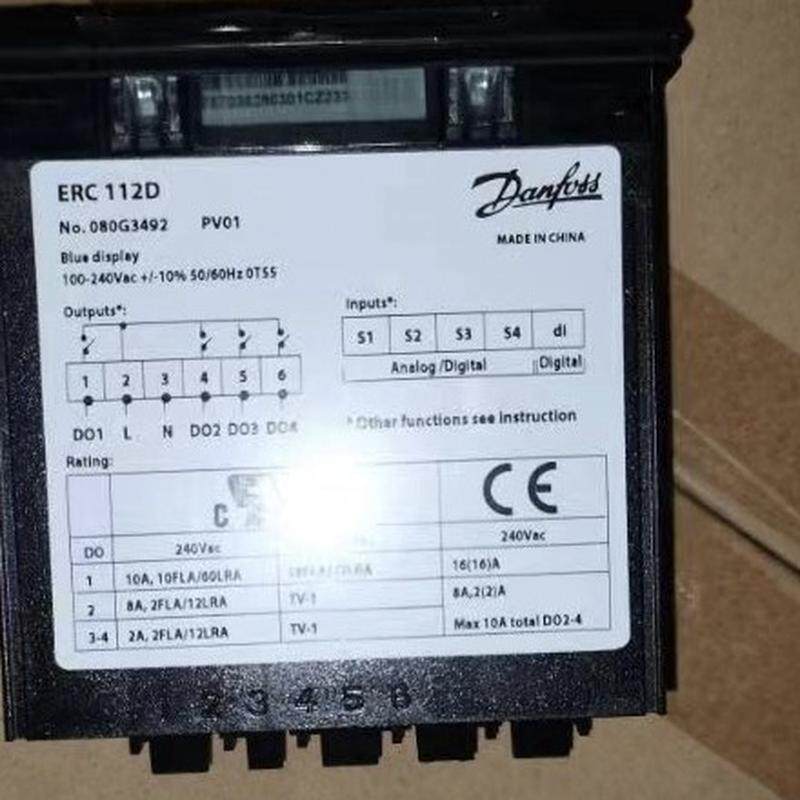 ERC 112D
Danfoss
No. 080G3492 PV01
MADE IN CHINA
Blue display
100-240Vac +/-10% 50/60Hz 0T55
Outputs*:
1 2 3 4 5 6
DO1 L N DO2 DO3 DO4
Inputs*:
S1 S2 S3 S4 dI
Analog /Digital Digital
* Other functions see instruction
Rating:
C CE
DO 240Vac 240Vac
1 10A, 10FLA/60LRA 16(16)A
2 8A, 2FLA/12LRA TV-1 8A,2(2)A
3-4 2A, 2FLA/12LRA TV-1 Max 10A total DO2-4
2 3 4 5 6